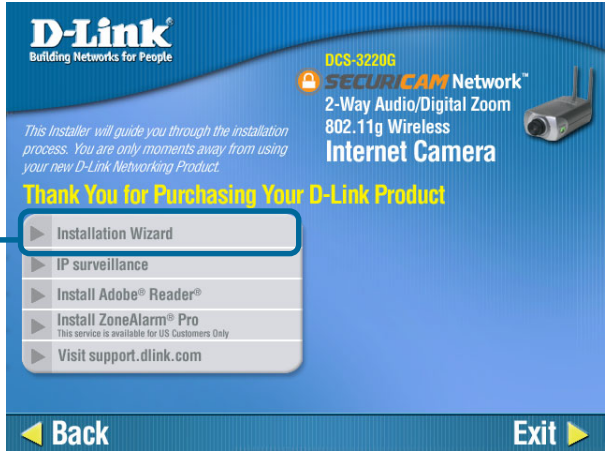 D-Link
Building Networks for People
DCS-3220G
SECURICAM Network™
2-Way Audio/Digital Zoom
802.11g Wireless
Internet Camera
This Installer will guide you through the installation
process. You are only moments away from using
your new D-Link Networking Product.
Thank You for Purchasing Your D-Link Product
Installation Wizard
IP surveillance
Install Adobe® Reader®
Install ZoneAlarm® Pro
This service is available for US Customers Only
Visit support.dlink.com
Back
Exit